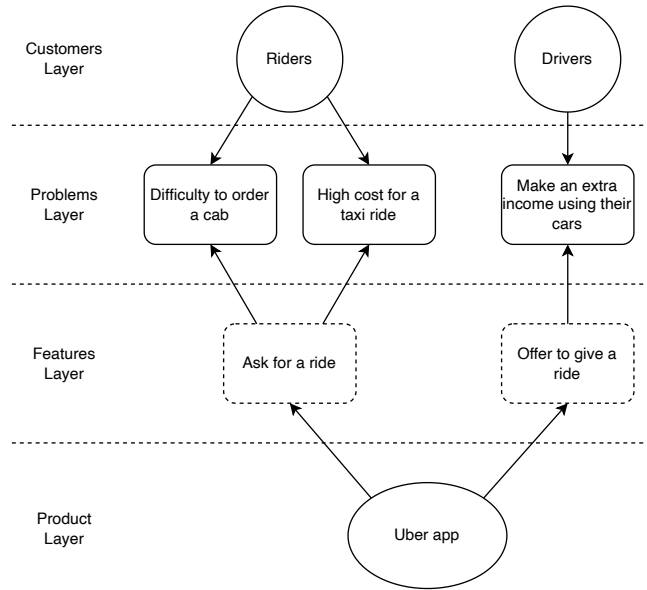 Customers
Layer
Riders
Drivers
Problems
Layer
Difficulty to order
a cab
High cost for a
taxi ride
Make an extra
income using their
cars
Features
Layer
Ask for a ride
Offer to give a
ride
Product
Layer
Uber app